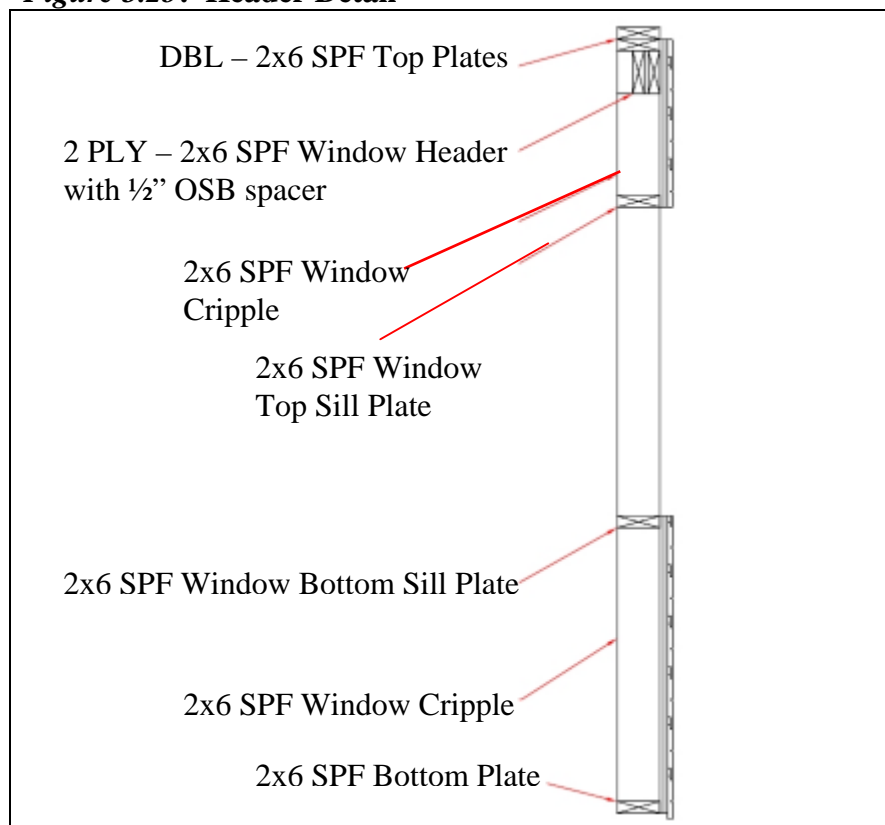 DBL – 2x6 SPF Top Plates
2 PLY – 2x6 SPF Window Header
with ½” OSB spacer
2x6 SPF Window
Cripple
2x6 SPF Window
Top Sill Plate
2x6 SPF Window Bottom Sill Plate
2x6 SPF Window Cripple
2x6 SPF Bottom Plate